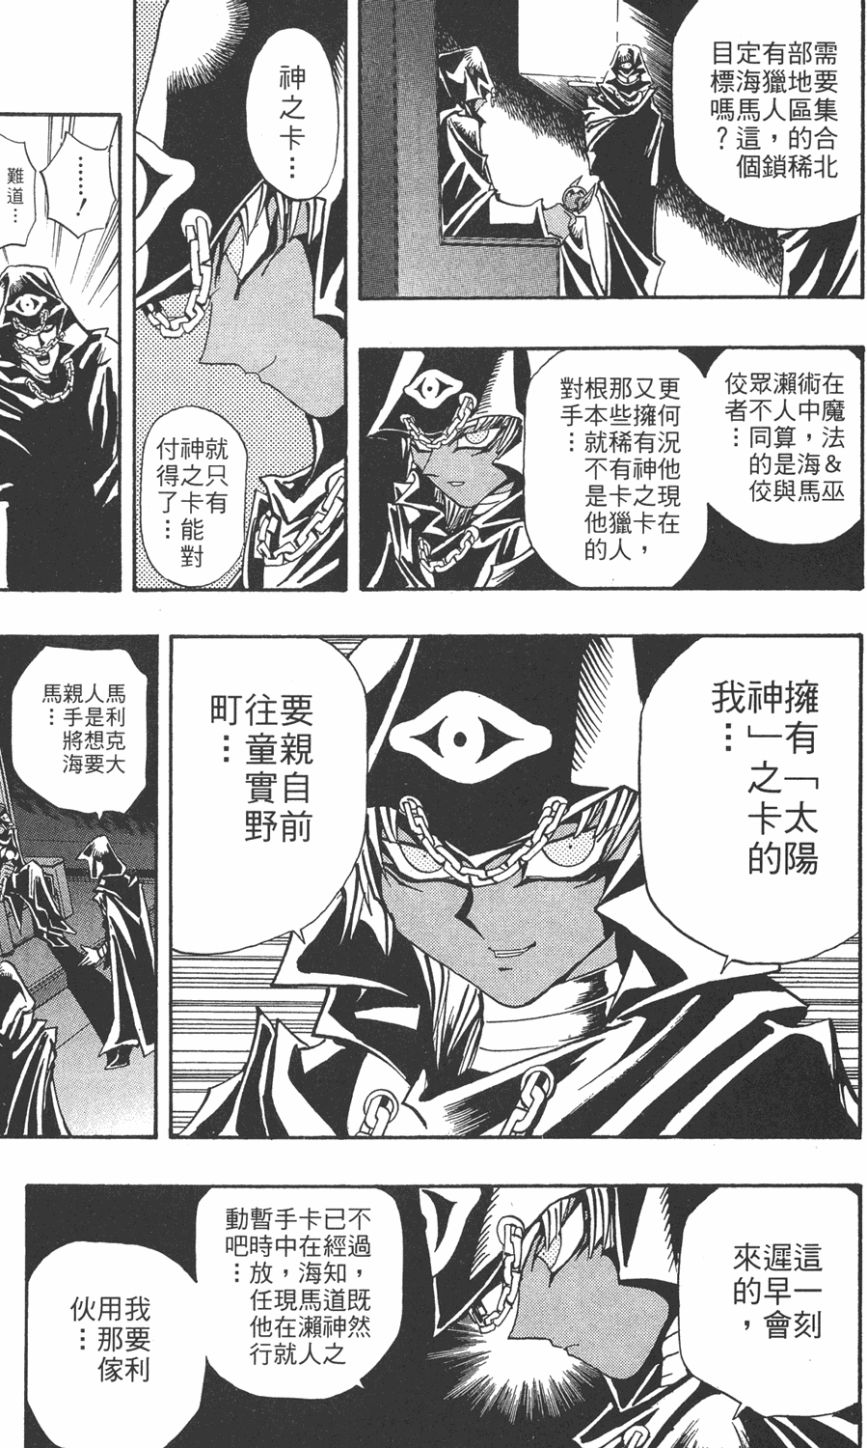 需要集合北
部地區的稀
有獵人，鎖
定海馬這個
目標嗎？
在魔法&巫
術中，海馬
瀨人算是與
眾不同的佼
佼者…
更何況他現在
又擁有神之卡，
那些稀有卡獵人
根本就不是他的
對手…
神之卡…
就只有
神之卡能對
付得了…
……！
難道…
擁有「太陽
神」之卡的
我…
要親自前
往童實野
町…
馬利克大
人是想要
親手將海
馬…
這一刻
遲早會
來的，
不過，既然
已經知道神之
卡在海馬瀨人
手中，現在就
暫時放任他行
動吧…
我要利
用那傢
伙…